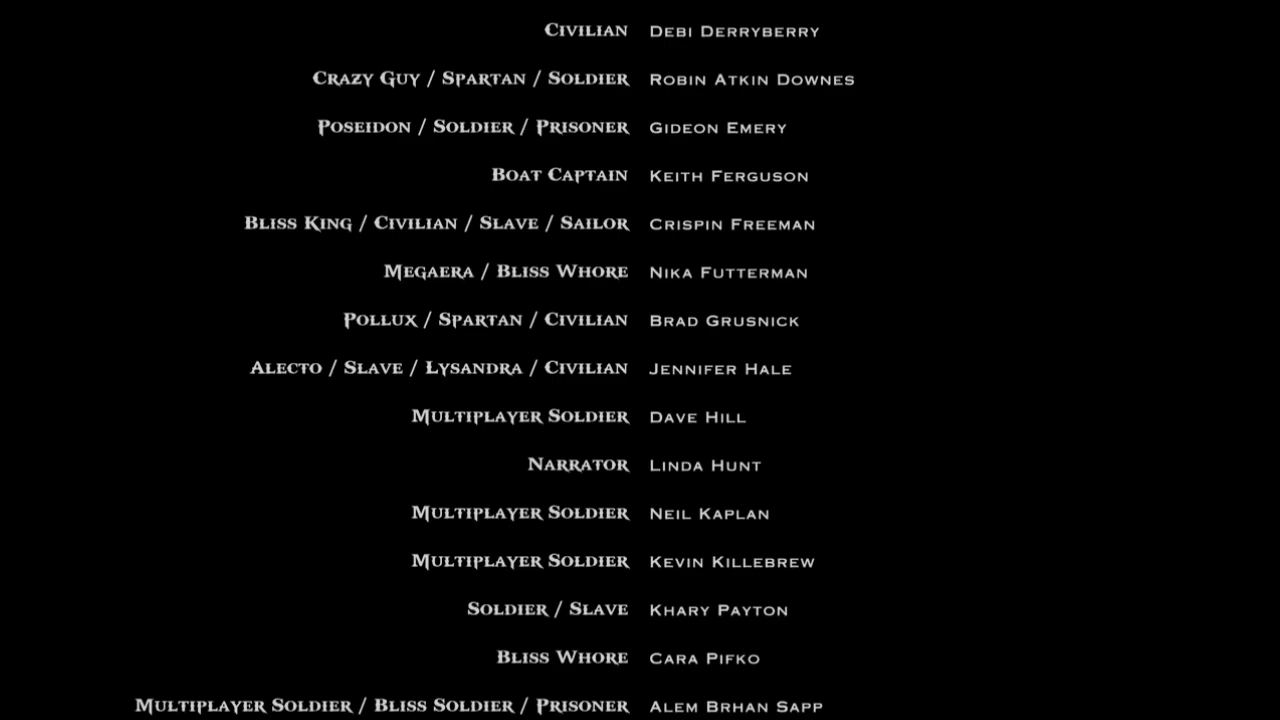 Civilian Debi Derryberry
Crazy Guy / Spartan / Soldier Robin Atkin Downes
Poseidon / Soldier / Prisoner Gideon Emery
Boat Captain Keith Ferguson
Bliss King / Civilian / Slave / Sailor Crispin Freeman
Megaera / Bliss Whore Nika Futterman
Pollux / Spartan / Civilian Brad Grusnick
Alecto / Slave / Lysandra / Civilian Jennifer Hale
Multiplayer Soldier Dave Hill
Narrator Linda Hunt
Multiplayer Soldier Neil Kaplan
Multiplayer Soldier Kevin Killebrew
Soldier / Slave Khary Payton
Bliss Whore Cara Pifko
Multiplayer Soldier / Bliss Soldier / Prisoner Alem Brhan Sapp